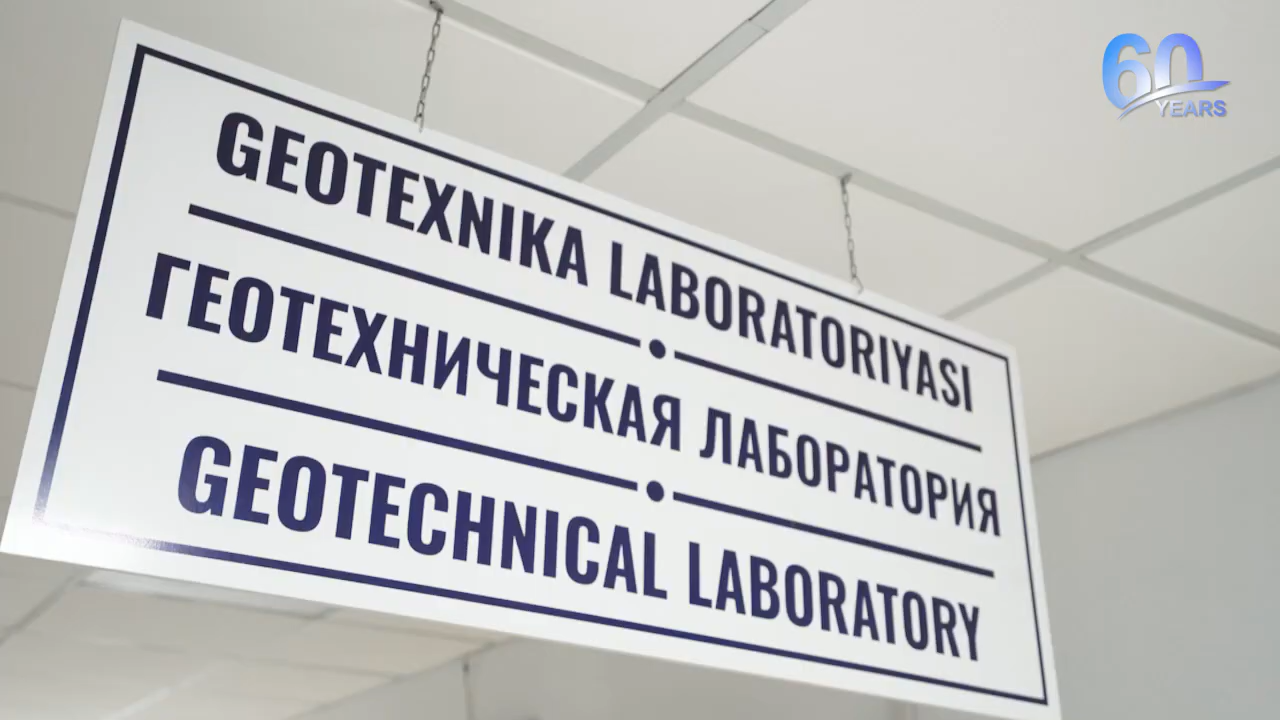 60
YEARS
GEOTEXNIKA LABORATORIYASI
ГЕОТЕХНИЧЕСКАЯ ЛАБОРАТОРИЯ
GEOTECHNICAL LABORATORY